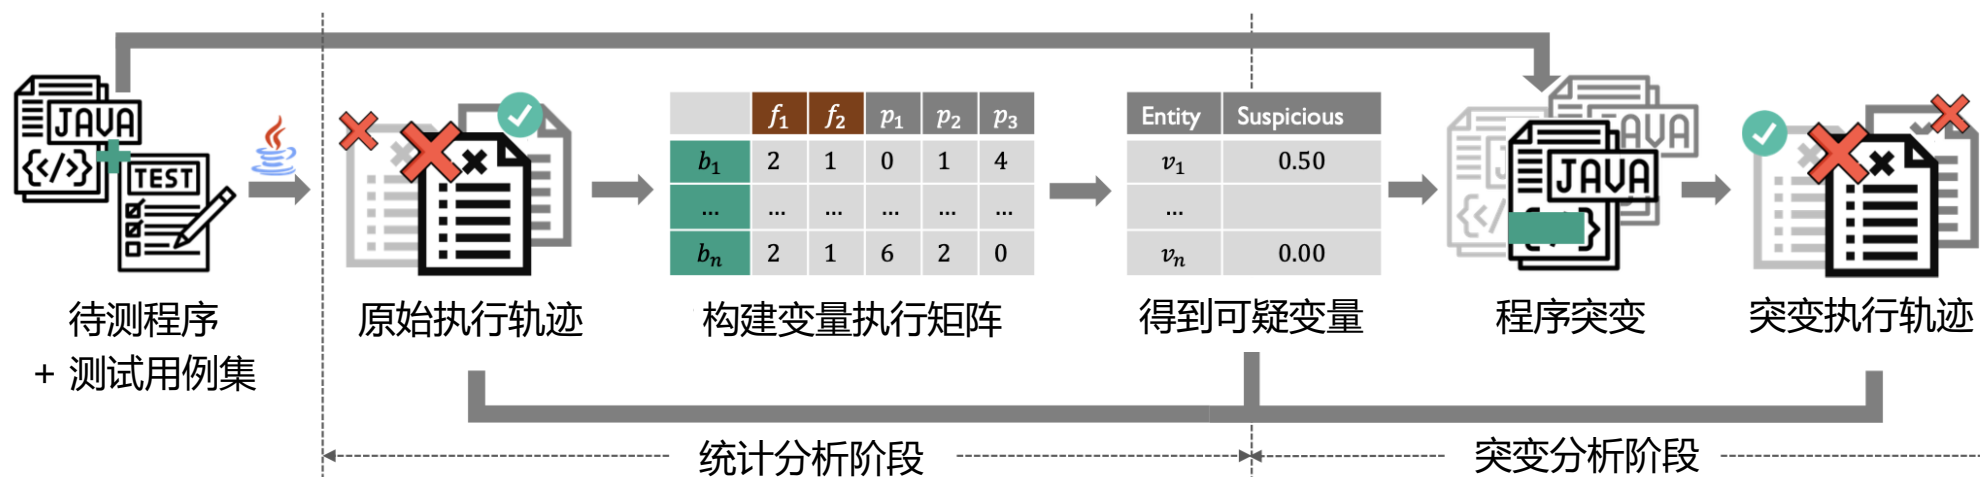 JAVA
{</>}
TEST
f₁ f₂ p₁ p₂ p₃
b₁ 2 1 0 1 4
... ... ... ... ... ...
bₙ 2 1 6 2 0
Entity Suspicious
v₁ 0.50
...
vₙ 0.00
JAVA
JAVA
待测程序
+ 测试用例集
原始执行轨迹
构建变量执行矩阵
得到可疑变量
程序突变
突变执行轨迹
统计分析阶段
突变分析阶段